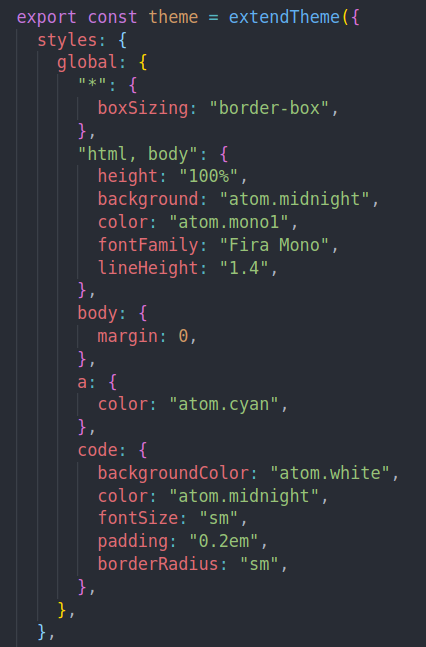 export const theme = extendTheme({
  styles: {
    global: {
      "*": {
        boxSizing: "border-box",
      },
      "html, body": {
        height: "100%",
        background: "atom.midnight",
        color: "atom.mono1",
        fontFamily: "Fira Mono",
        lineHeight: "1.4",
      },
      body: {
        margin: 0,
      },
      a: {
        color: "atom.cyan",
      },
      code: {
        backgroundColor: "atom.white",
        color: "atom.midnight",
        fontSize: "sm",
        padding: "0.2em",
        borderRadius: "sm",
      },
    },
  },